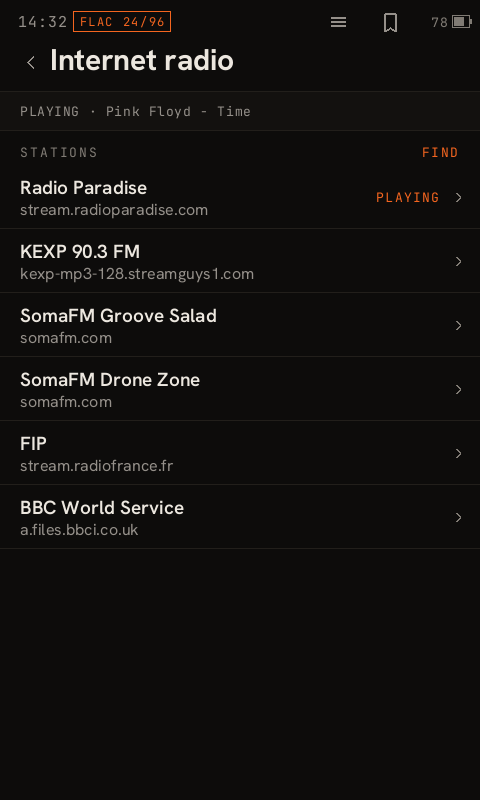 14:32 FLAC 24/96 78
Internet radio
PLAYING · Pink Floyd - Time
STATIONS FIND
Radio Paradise
stream.radioparadise.com PLAYING
KEXP 90.3 FM
kexp-mp3-128.streamguys1.com
SomaFM Groove Salad
somafm.com
SomaFM Drone Zone
somafm.com
FIP
stream.radiofrance.fr
BBC World Service
a.files.bbci.co.uk